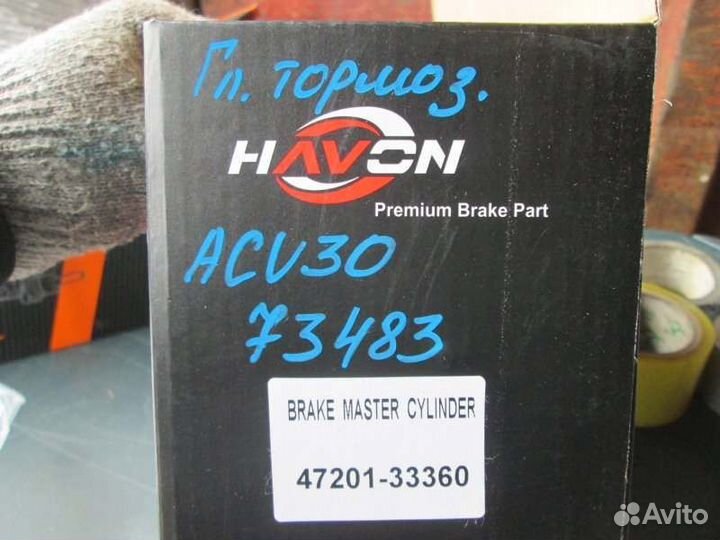 Гл. тормоз.
HAVON
Premium Brake Part
ACV30
73483
BRAKE MASTER CYLINDER
47201-33360
Avito